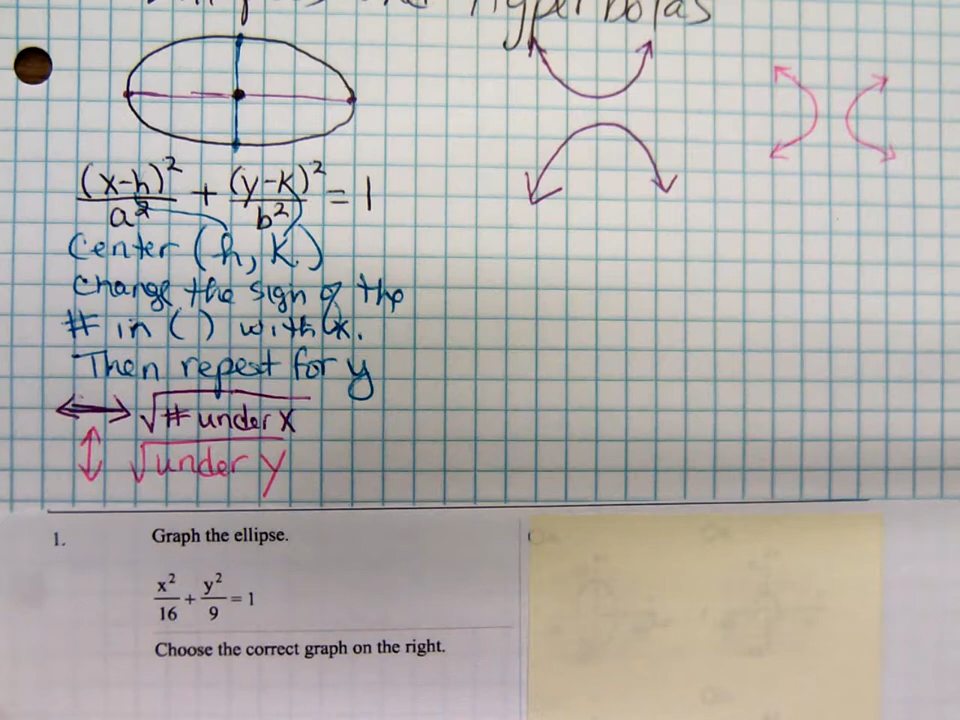 Hyperbolas
(x-h)²/a² + (y-k)²/b² = 1
Center (h, k)
change the sign of the
# in ( ) with x.
Then repeat for y
√# under x
√under y
1. Graph the ellipse.
x²/16 + y²/9 = 1
Choose the correct graph on the right.